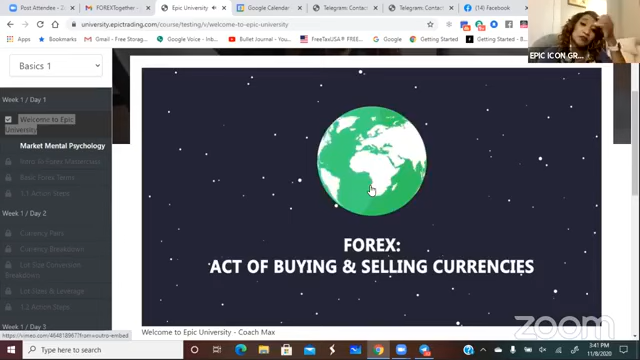 Post Attendee - Zoom
FOREXTogether -
Epic University
Google Calendar
Telegram: Contact
Telegram: Contact
(14) Facebook
university.epictrading.com/course/testing/v/welcome-to-epic-university
Apps
Gmail - Free Storag...
Google Voice - Inbo...
Bullet Journal - Yo...
FreeTaxUSA® FREE...
Getting Started
Getting Started - B...
EPIC ICON GR...
Basics 1
Week 1 / Day 1
Welcome to Epic
University
Market Mental Psychology
Intro to Forex Masterclass
Basic Forex Terms
1.1 Action Steps
Week 1 / Day 2
Currency Pairs
Currency Breakdown
Lot Size Conversion
Breakdown
Lot Sizes & Leverage
1.2 Action Steps
Week 1 / Day 3
FOREX:
ACT OF BUYING & SELLING CURRENCIES
Welcome to Epic University - Coach Max
zoom
Type here to search
3:41 PM
11/8/2020